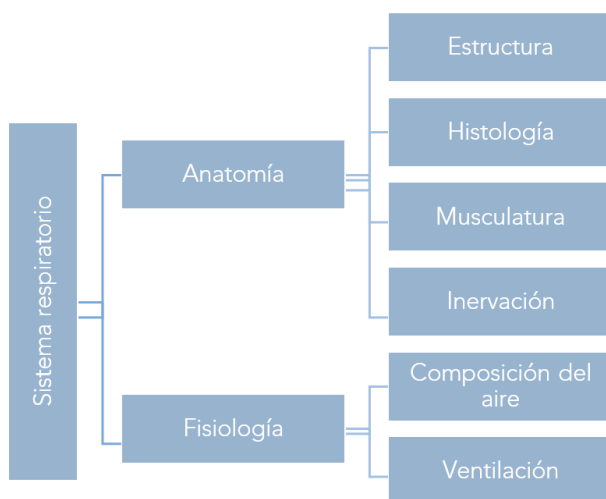 Sistema respiratorio
Anatomía
Estructura
Histología
Musculatura
Inervación
Fisiología
Composición del
aire
Ventilación